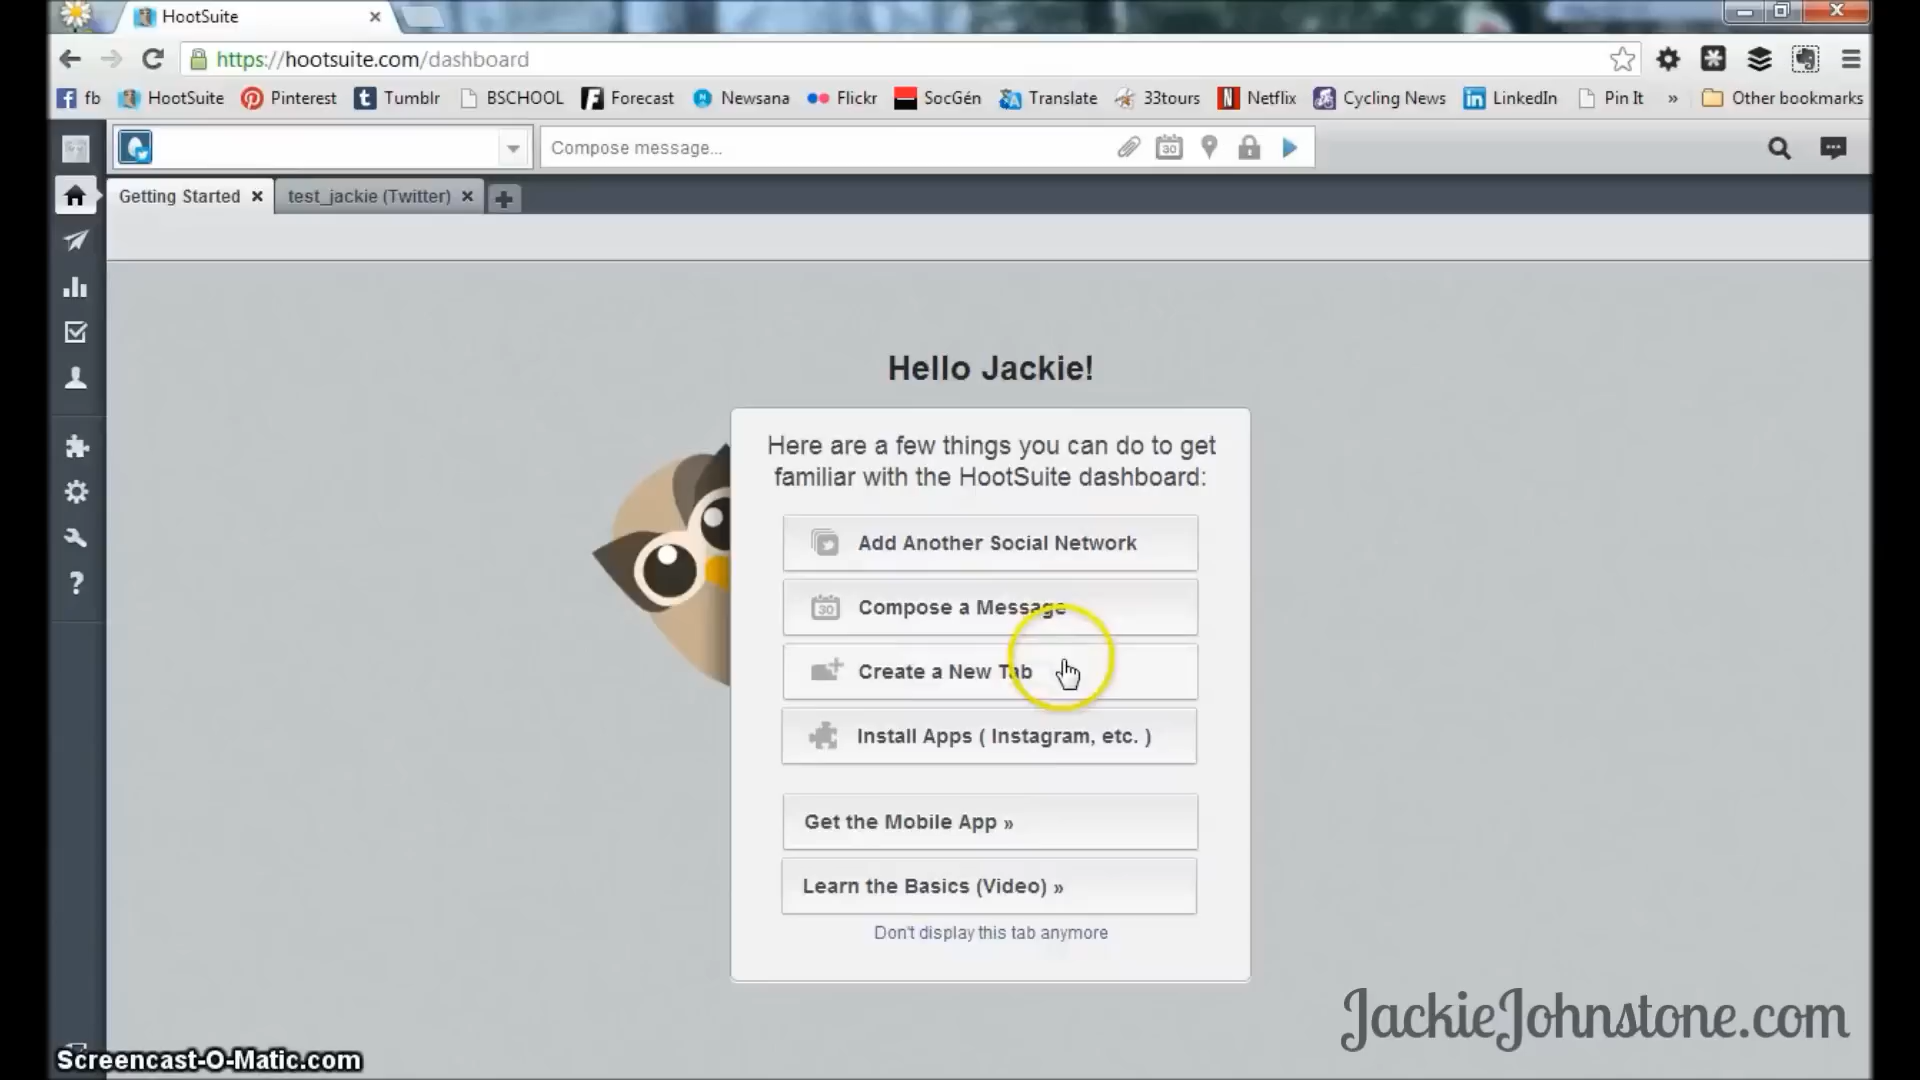 HootSuite
https://hootsuite.com/dashboard
fb HootSuite Pinterest Tumblr BSCHOOL Forecast Newsana Flickr SocGén Translate 33tours Netflix Cycling News LinkedIn Pin It » Other bookmarks
Compose message...
Getting Started test_jackie (Twitter)
Hello Jackie!
Here are a few things you can do to get
familiar with the HootSuite dashboard:
Add Another Social Network
30 Compose a Message
Create a New Tab
Install Apps ( Instagram, etc. )
Get the Mobile App »
Learn the Basics (Video) »
Don't display this tab anymore
JackieJohnstone.com
Screencast-O-Matic.com